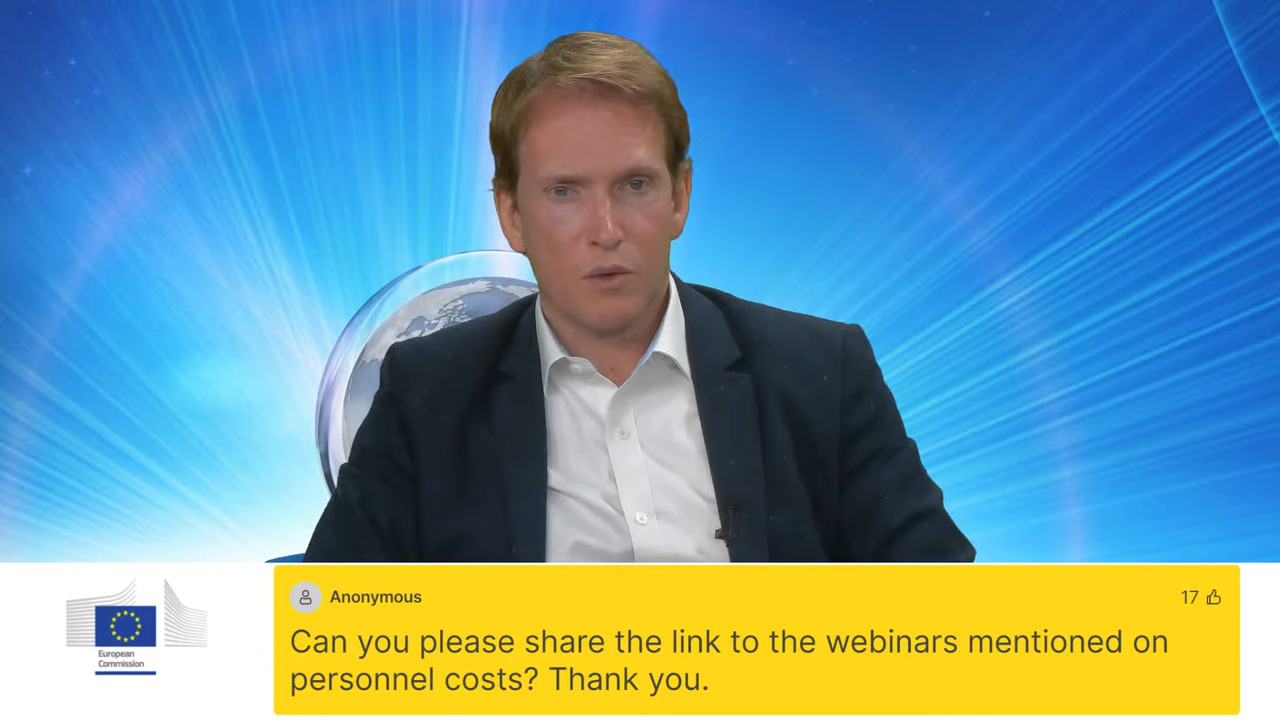 Anonymous
17
Can you please share the link to the webinars mentioned on
personnel costs? Thank you.
European
Commission